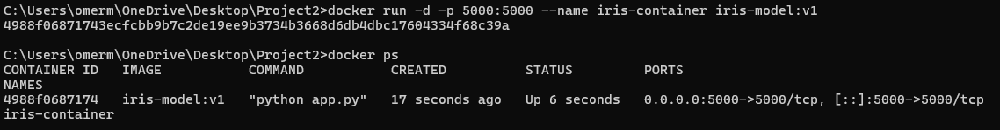 C:\Users\omerm\OneDrive\Desktop\Project2>docker run -d -p 5000:5000 --name iris-container iris-model:v1
4988f06871743ecfcbb9b7c2de19ee9b3734b3668d6db4dbc17604334f68c39a
C:\Users\omerm\OneDrive\Desktop\Project2>docker ps
CONTAINER ID   IMAGE           COMMAND           CREATED          STATUS         PORTS
NAMES
4988f0687174   iris-model:v1   "python app.py"   17 seconds ago   Up 6 seconds   0.0.0.0:5000->5000/tcp, [::]:5000->5000/tcp
iris-container